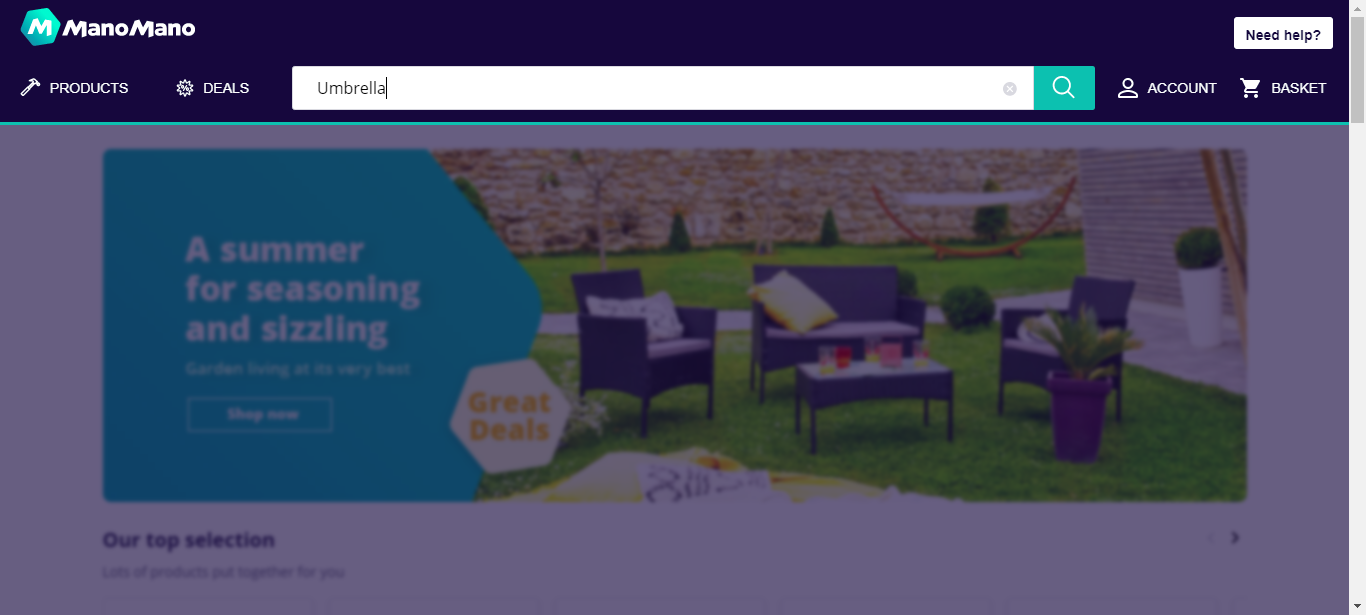 ManoMano
Need help?
PRODUCTS
DEALS
Umbrella
ACCOUNT
BASKET
A summer
for seasoning
and sizzling
Garden living at its very best
Shop now
Great
Deals
Our top selection
Lots of products put together for you